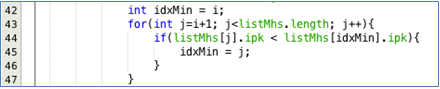 42 int idxMin = i;
43 for(int j=i+1; j<listMhs.length; j++){
44 if(listMhs[j].ipk < listMhs[idxMin].ipk){
45 idxMin = j;
46 }
47 }